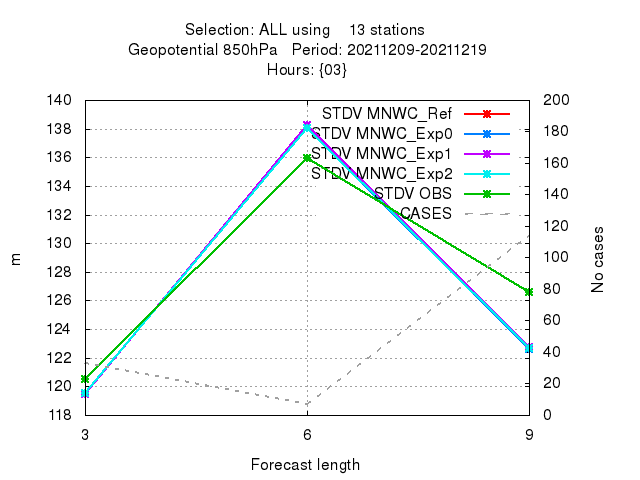 Selection: ALL using    13 stations
Geopotential 850hPa   Period: 20211209-20211219
Hours: {03}
140 200
138 180
136 160
134 140
132 120
130 100
128 80
126 60
124 40
122 20
120 0
118
m
No cases
STDV MNWC_Ref
STDV MNWC_Exp0
STDV MNWC_Exp1
STDV MNWC_Exp2
STDV OBS
CASES
3 6 9
Forecast length